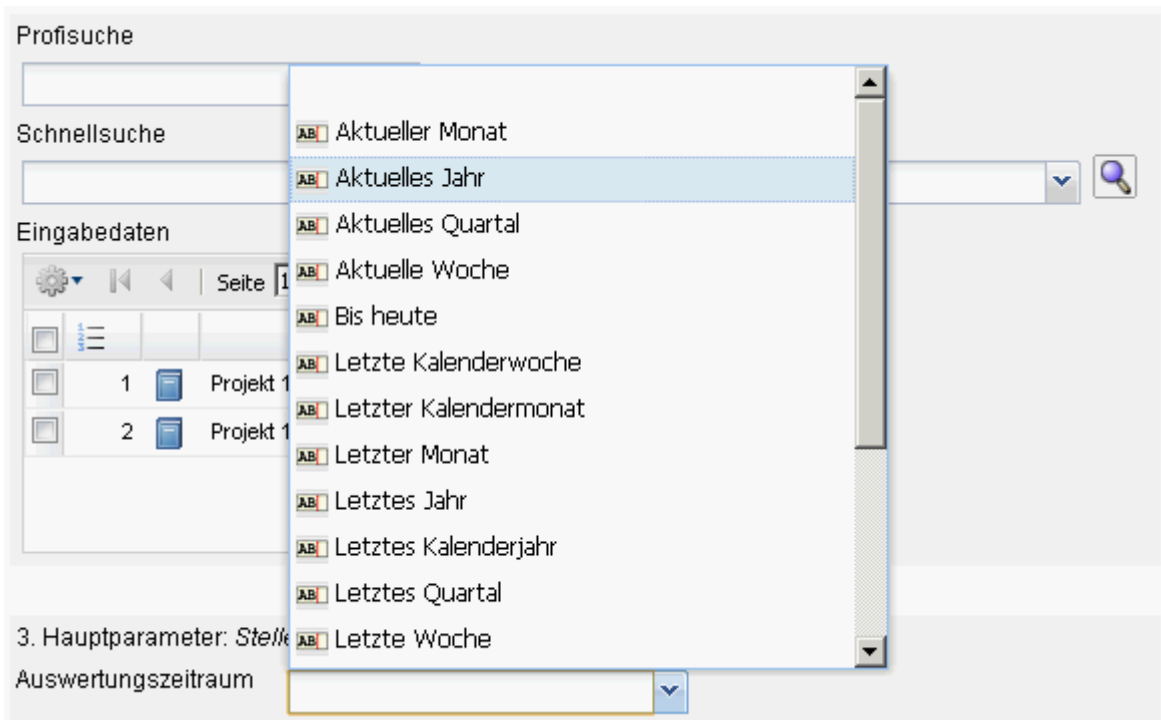 Profisuche
Schnellsuche
Eingabedaten
Seite 1
1 Projekt 1
2 Projekt 1
Aktueller Monat
Aktuelles Jahr
Aktuelles Quartal
Aktuelle Woche
Bis heute
Letzte Kalenderwoche
Letzter Kalendermonat
Letzter Monat
Letztes Jahr
Letztes Kalenderjahr
Letztes Quartal
Letzte Woche
3. Hauptparameter: Stelle
Auswertungszeitraum